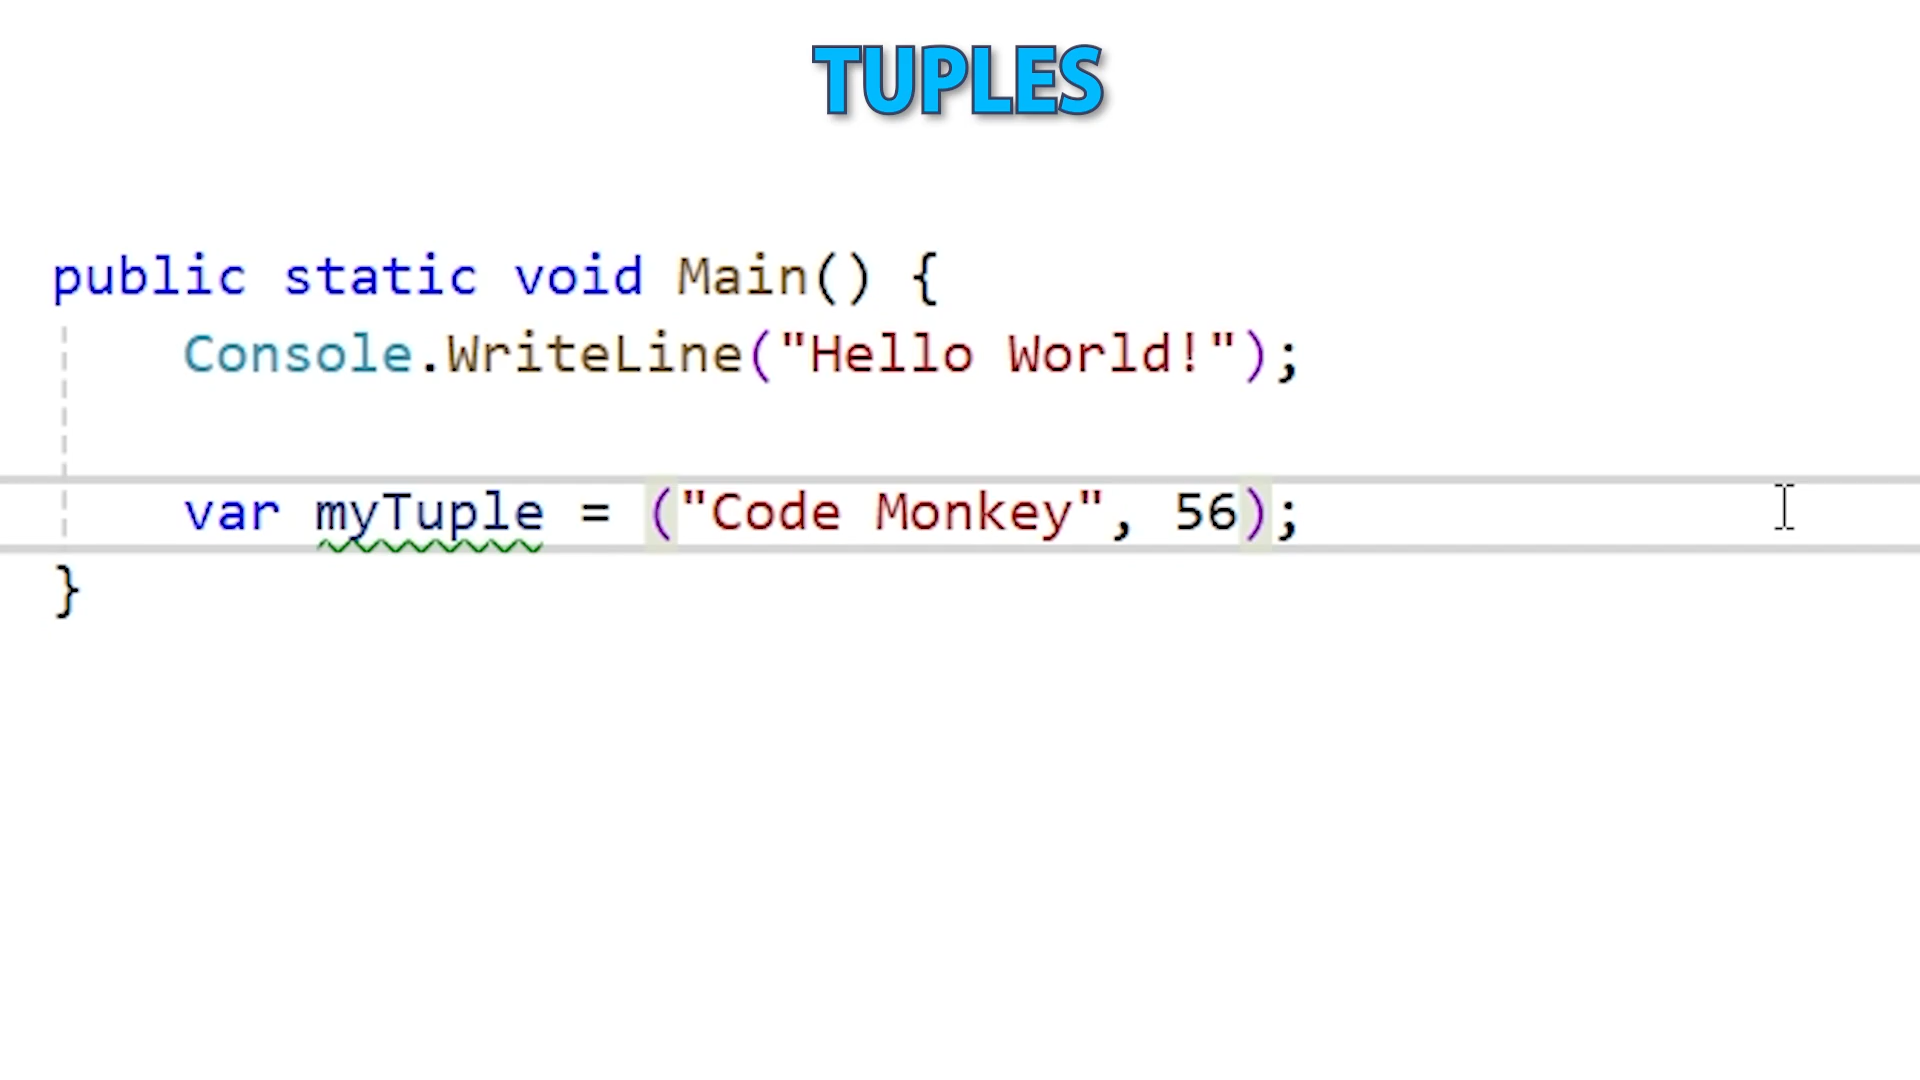 TUPLES
public static void Main() {
Console.WriteLine("Hello World!");
var myTuple = ("Code Monkey", 56);
}